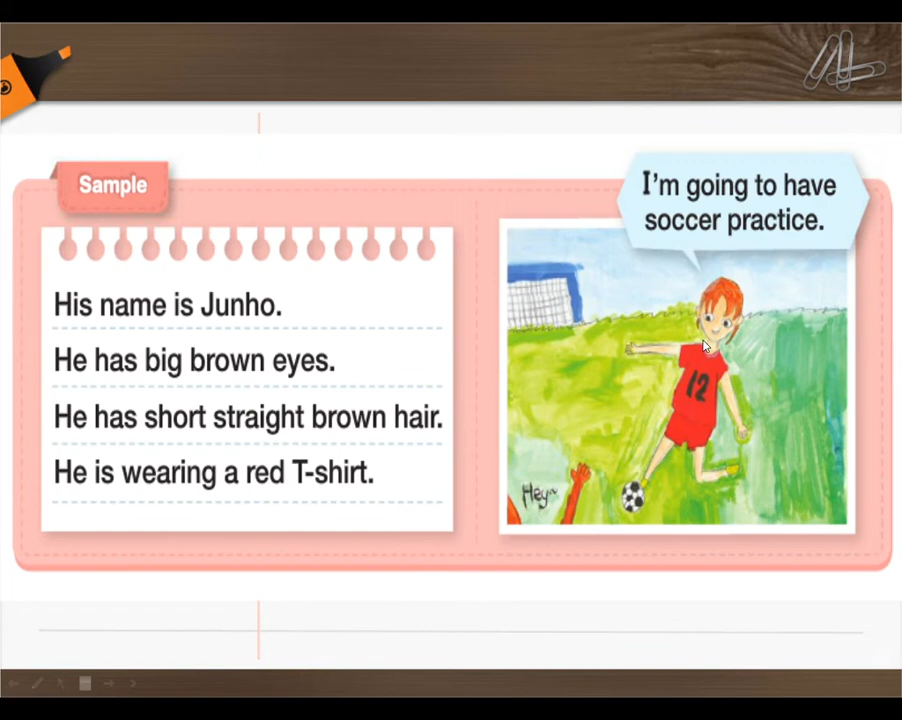 Sample
I'm going to have
soccer practice.
His name is Junho.
He has big brown eyes.
He has short straight brown hair.
He is wearing a red T-shirt.
12